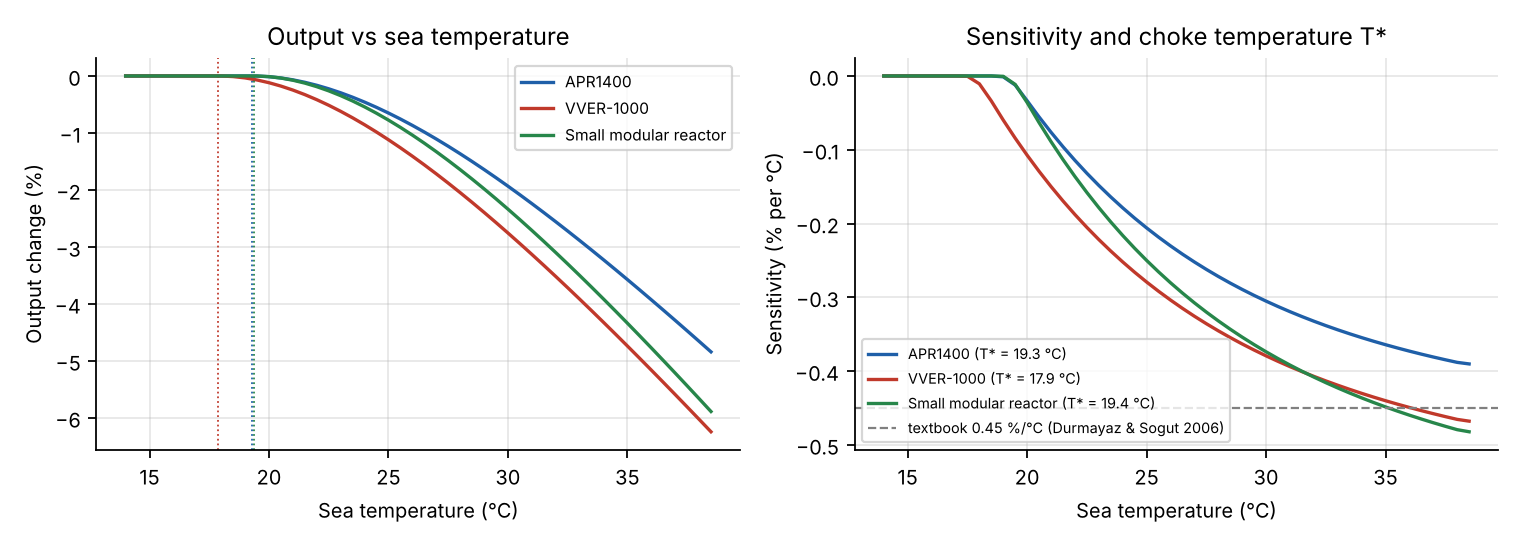 Output vs sea temperature
Output change (%)
0
−1
−2
−3
−4
−5
−6
APR1400
VVER-1000
Small modular reactor
15
20
25
30
35
Sea temperature (°C)
Sensitivity and choke temperature T*
Sensitivity (% per °C)
0.0
−0.1
−0.2
−0.3
−0.4
−0.5
APR1400 (T* = 19.3 °C)
VVER-1000 (T* = 17.9 °C)
Small modular reactor (T* = 19.4 °C)
textbook 0.45 %/°C (Durmayaz & Sogut 2006)
15
20
25
30
35
Sea temperature (°C)